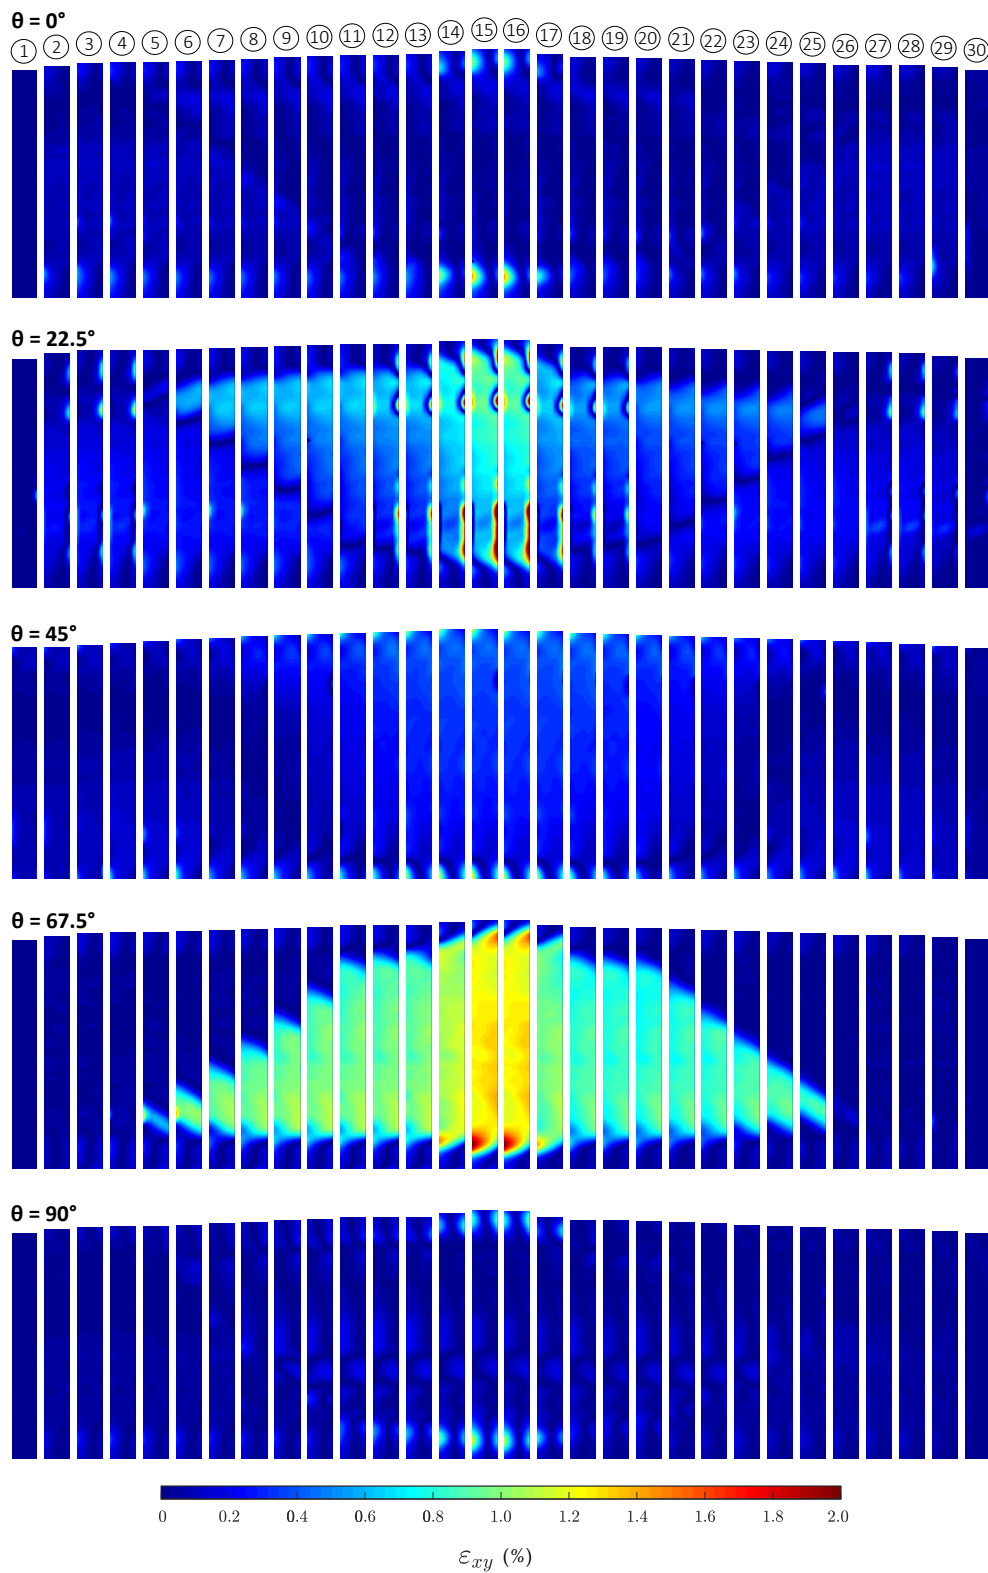 θ = 0°
① ② ③ ④ ⑤ ⑥ ⑦ ⑧ ⑨ ⑩ ⑪ ⑫ ⑬ ⑭ ⑮ ⑯ ⑰ ⑱ ⑲ ⑳ ㉑ ㉒ ㉓ ㉔ ㉕ ㉖ ㉗ ㉘ ㉙ ㉚
θ = 22.5°
θ = 45°
θ = 67.5°
θ = 90°
0 0.2 0.4 0.6 0.8 1.0 1.2 1.4 1.6 1.8 2.0
εxy (%)